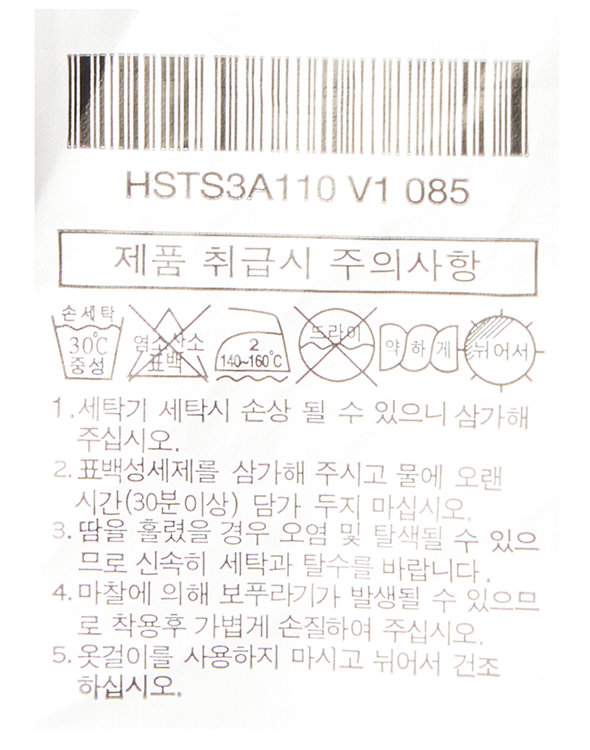 HSTS3A110 V1 085
제품 취급시 주의사항
손세탁
30℃
중성
염소산소
표백
2
140~160℃
드라이
약하게
뉘어서
1.세탁기 세탁시 손상 될 수 있으니 삼가해
주십시오.
2.표백성세제를 삼가해 주시고 물에 오랜
시간(30분이상) 담가 두지 마십시오.
3.땀을 흘렸을 경우 오염 및 탈색될 수 있으
므로 신속히 세탁과 탈수를 바랍니다.
4.마찰에 의해 보푸라기가 발생될 수 있으므
로 착용후 가볍게 손질하여 주십시오.
5.옷걸이를 사용하지 마시고 뉘어서 건조
하십시오.